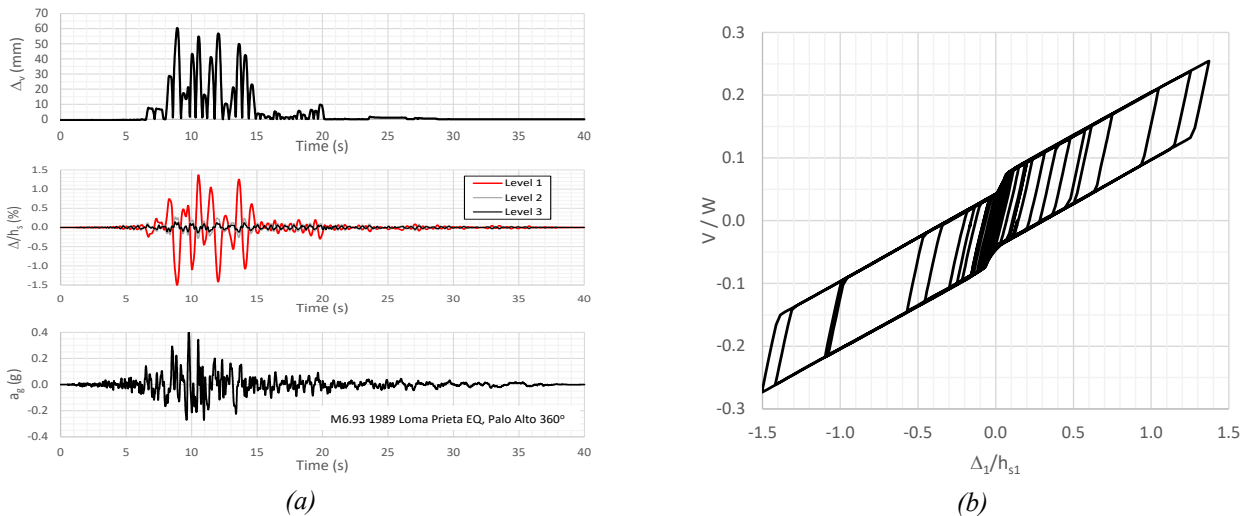 70
60
50
40
30
20
10
0
Δv (mm)
0 5 10 15 20 25 30 35 40
Time (s)
1.5
1.0
0.5
0.0
-0.5
-1.0
-1.5
Δ/hs (%)
Level 1
Level 2
Level 3
0 5 10 15 20 25 30 35 40
Time (s)
0.4
0.2
0.0
-0.2
-0.4
ag (g)
M6.93 1989 Loma Prieta EQ, Palo Alto 360º
0 5 10 15 20 25 30 35 40
Time (s)
(a)
0.3
0.2
0.1
0.0
-0.1
-0.2
-0.3
V / W
-1.5 -1.0 -0.5 0.0 0.5 1.0 1.5
Δ1/hs1
(b)